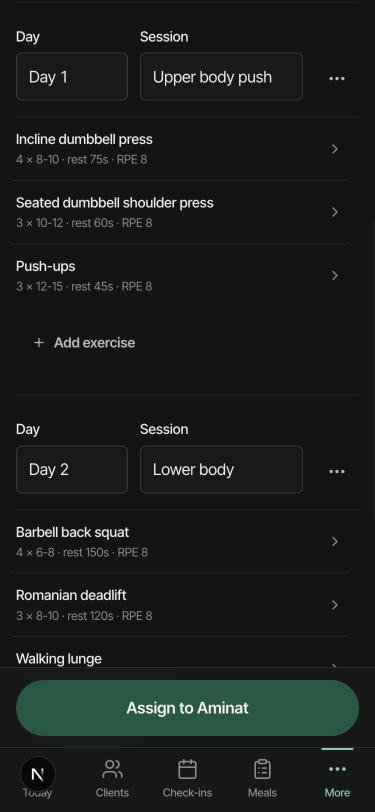 Day Session
Day 1 Upper body push
Incline dumbbell press
4 × 8-10 · rest 75s · RPE 8
Seated dumbbell shoulder press
3 × 10-12 · rest 60s · RPE 8
Push-ups
3 × 12-15 · rest 45s · RPE 8
+ Add exercise
Day Session
Day 2 Lower body
Barbell back squat
4 × 6-8 · rest 150s · RPE 8
Romanian deadlift
3 × 8-10 · rest 120s · RPE 8
Walking lunge
Assign to Aminat
N
Today Clients Check-ins Meals More